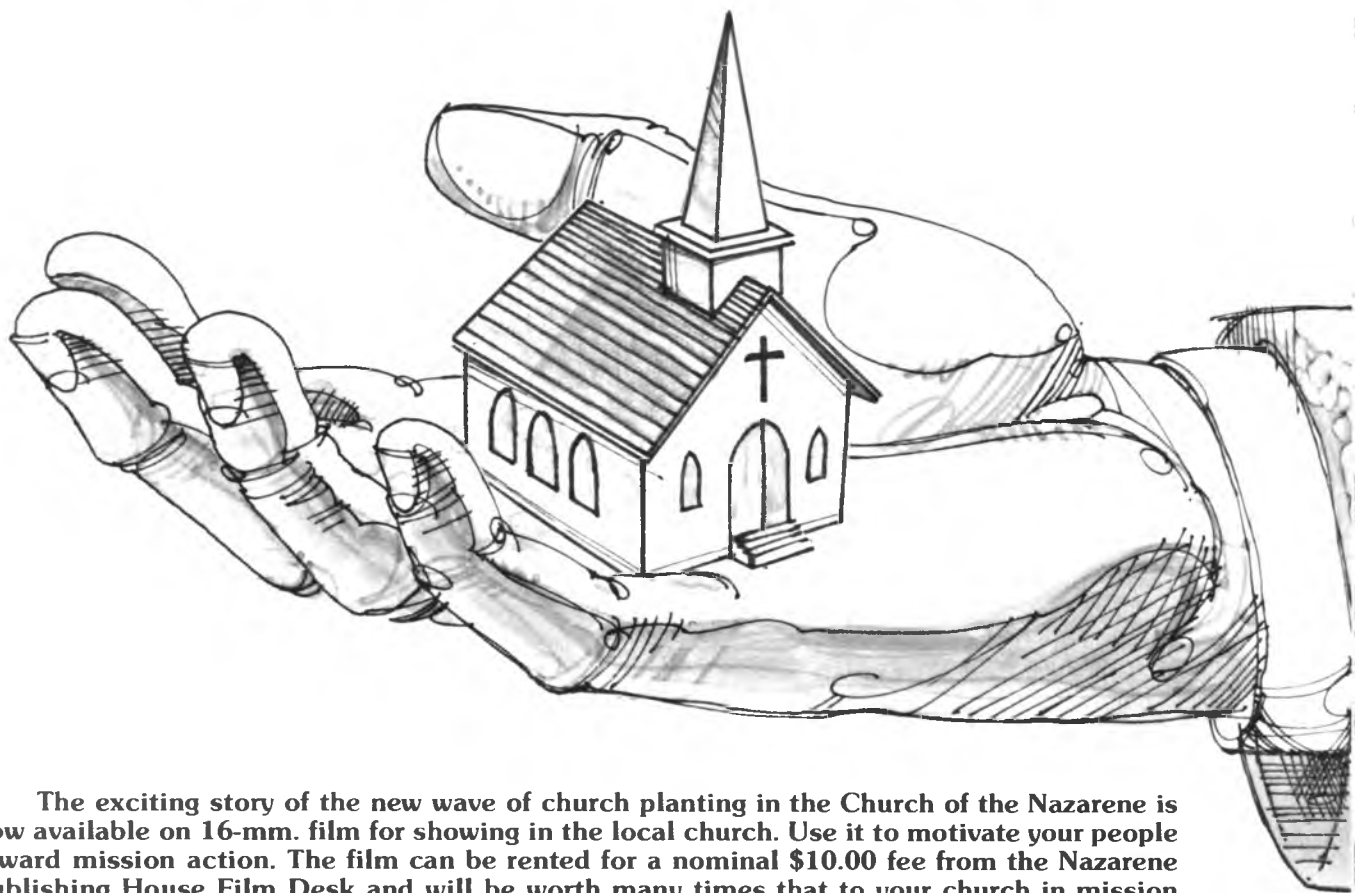 The exciting story of the new wave of church planting in the Church of the Nazarene is
ow available on 16-mm. film for showing in the local church. Use it to motivate your people
ward mission action. The film can be rented for a nominal $10.00 fee from the Nazarene
ublishing House Film Desk and will be worth many times that to your church in mission